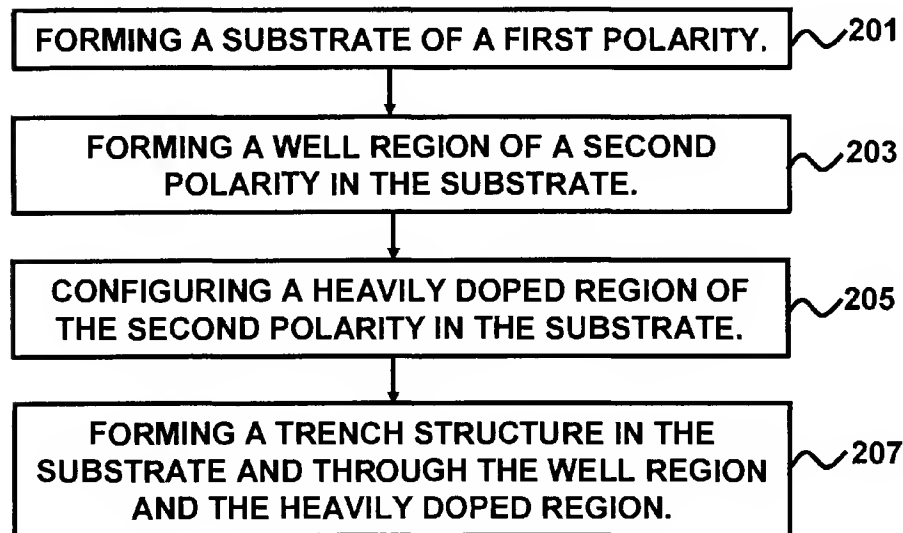 FORMING A SUBSTRATE OF A FIRST POLARITY. 201
FORMING A WELL REGION OF A SECOND
POLARITY IN THE SUBSTRATE.
203
CONFIGURING A HEAVILY DOPED REGION OF
THE SECOND POLARITY IN THE SUBSTRATE.
205
FORMING A TRENCH STRUCTURE IN THE
SUBSTRATE AND THROUGH THE WELL REGION
AND THE HEAVILY DOPED REGION.
207